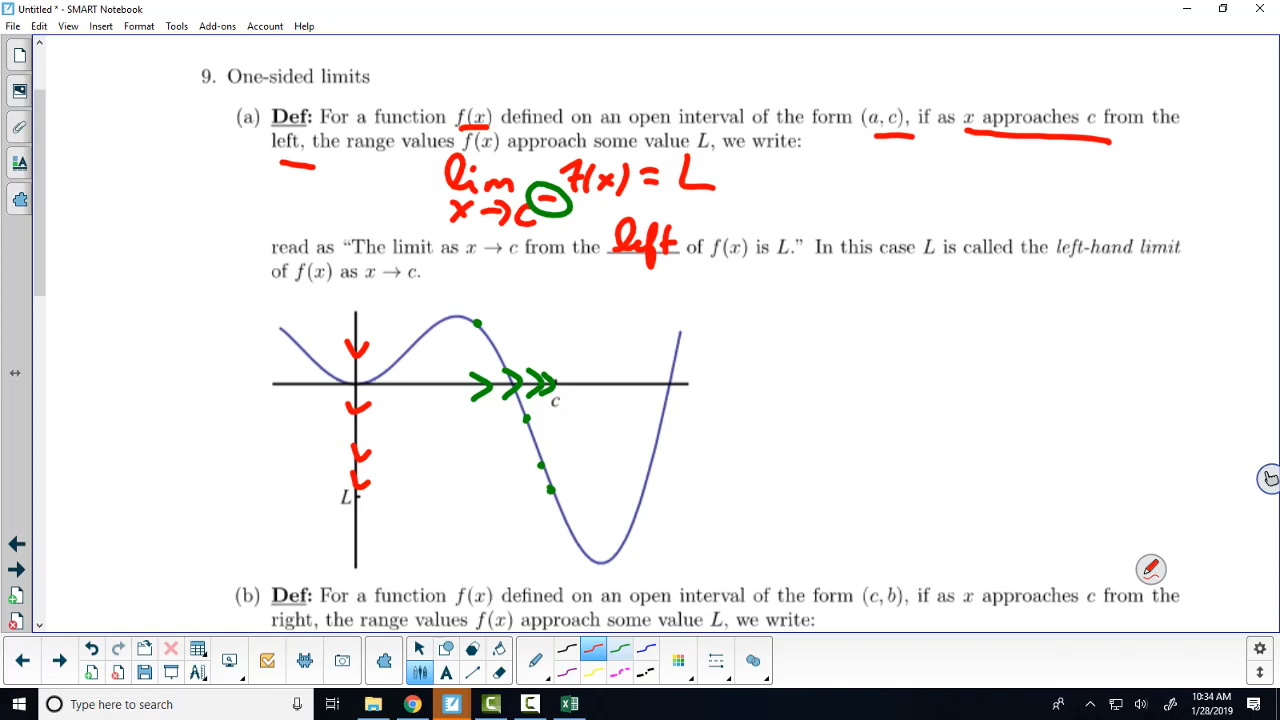 Untitled * - SMART Notebook
File Edit View Insert Format Tools Add-ons Account Help
9. One-sided limits
(a) Def: For a function f(x) defined on an open interval of the form (a, c), if as x approaches c from the
left, the range values f(x) approach some value L, we write:
lim f(x) = L
x → c⁻
read as “The limit as x → c from the left of f(x) is L.” In this case L is called the left-hand limit
of f(x) as x → c.
c
L
(b) Def: For a function f(x) defined on an open interval of the form (c, b), if as x approaches c from the
right, the range values f(x) approach some value L, we write:
Type here to search
10:34 AM
1/28/2019